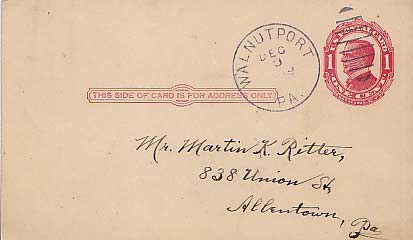 WALNUTPORT
DEC
PA.
1
THIS SIDE OF CARD IS FOR ADDRESS ONLY
Mr. Martin K. Ritter,
838 Union St,
Allentown, Pa